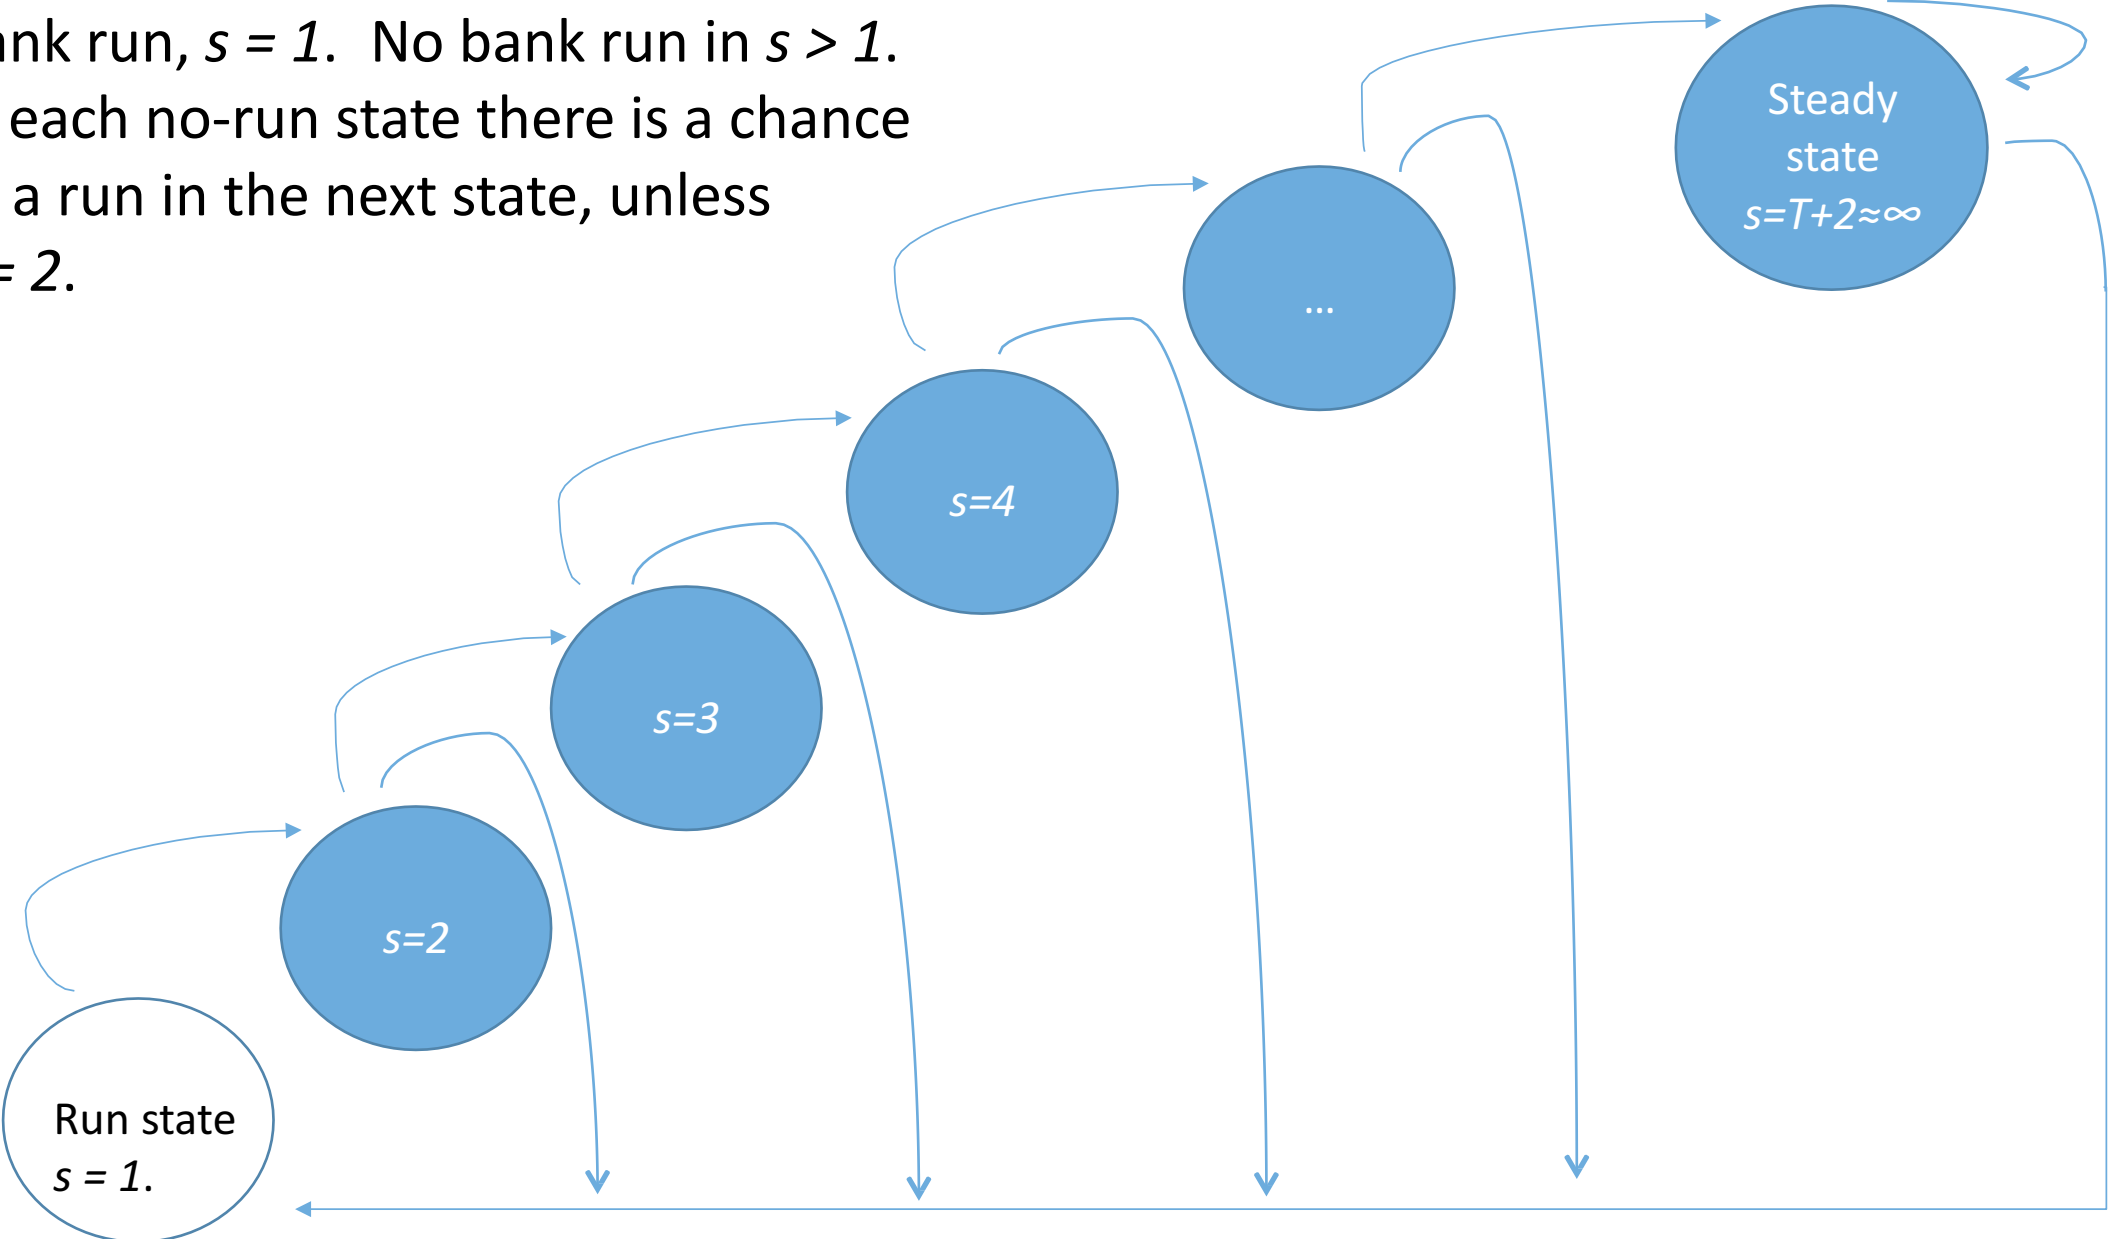 ank run, s = 1. No bank run in s > 1.
each no-run state there is a chance
a run in the next state, unless
= 2.
Steady
state
s=T+2≈∞
...
s=4
s=3
s=2
Run state
s = 1.